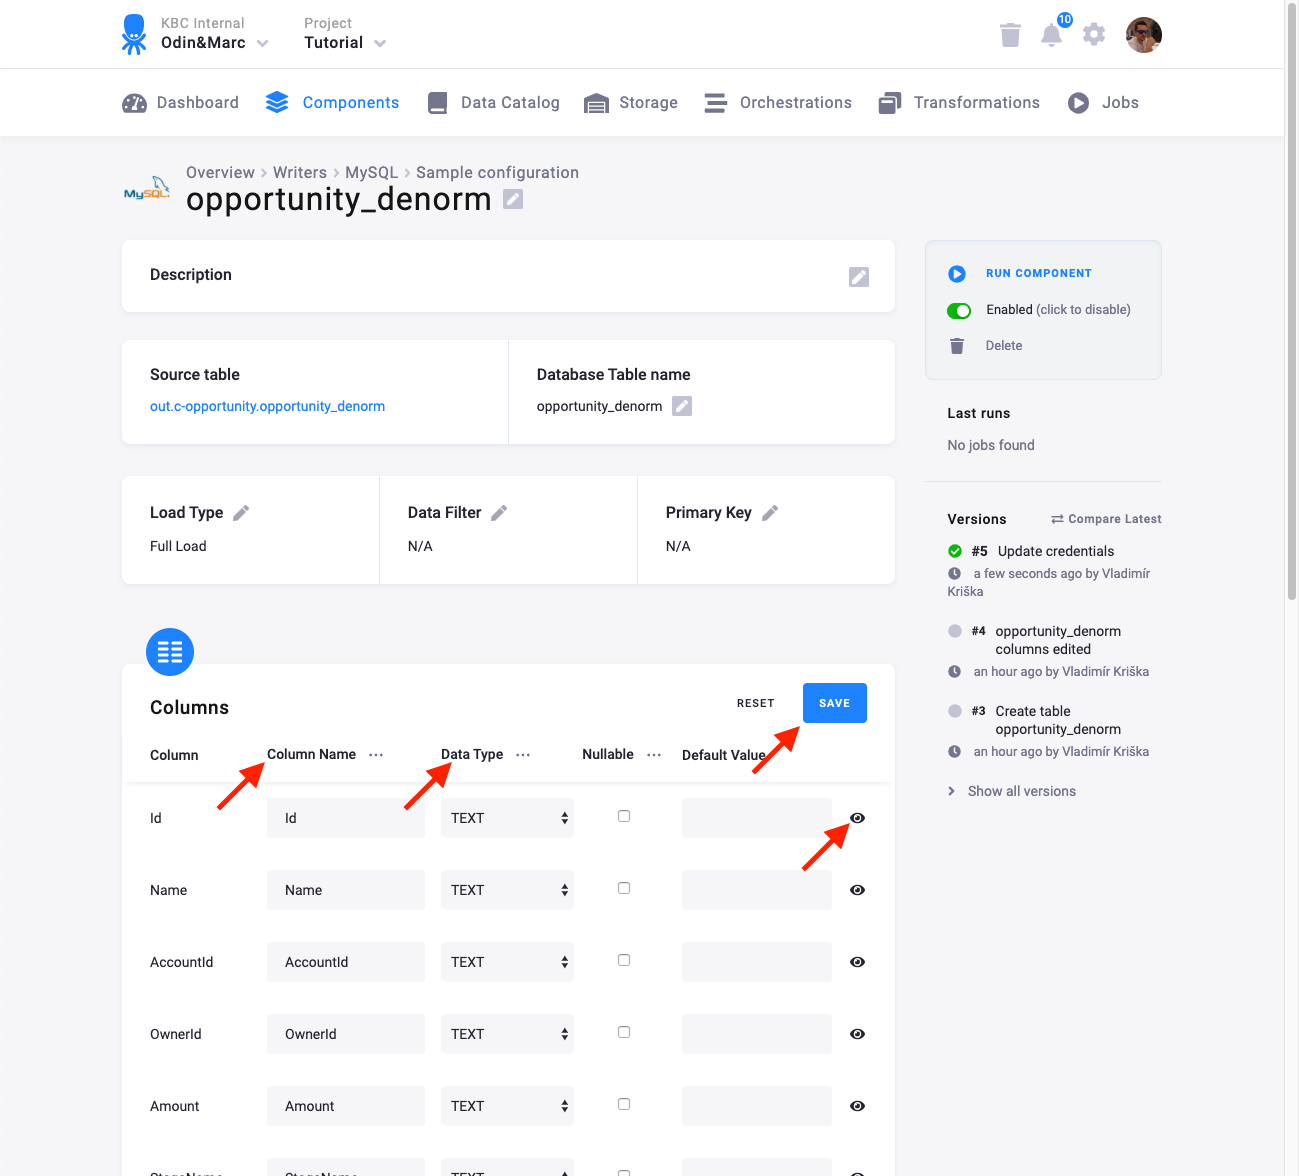 KBC Internal
Odin&Marc
Project
Tutorial
10
Dashboard
Components
Data Catalog
Storage
Orchestrations
Transformations
Jobs
MySQL
Overview > Writers > MySQL > Sample configuration
opportunity_denorm
Description
Source table
out.c-opportunity.opportunity_denorm
Database Table name
opportunity_denorm
Load Type
Full Load
Data Filter
N/A
Primary Key
N/A
Columns
RESET
SAVE
Column
Column Name ...
Data Type ...
Nullable ...
Default Value
Id Id TEXT
Name Name TEXT
AccountId AccountId TEXT
OwnerId OwnerId TEXT
Amount Amount TEXT
StageName StageName TEXT
RUN COMPONENT
Enabled (click to disable)
Delete
Last runs
No jobs found
Versions
Compare Latest
#5 Update credentials
a few seconds ago by Vladimír
Kriška
#4 opportunity_denorm
columns edited
an hour ago by Vladimír Kriška
#3 Create table
opportunity_denorm
an hour ago by Vladimír Kriška
Show all versions